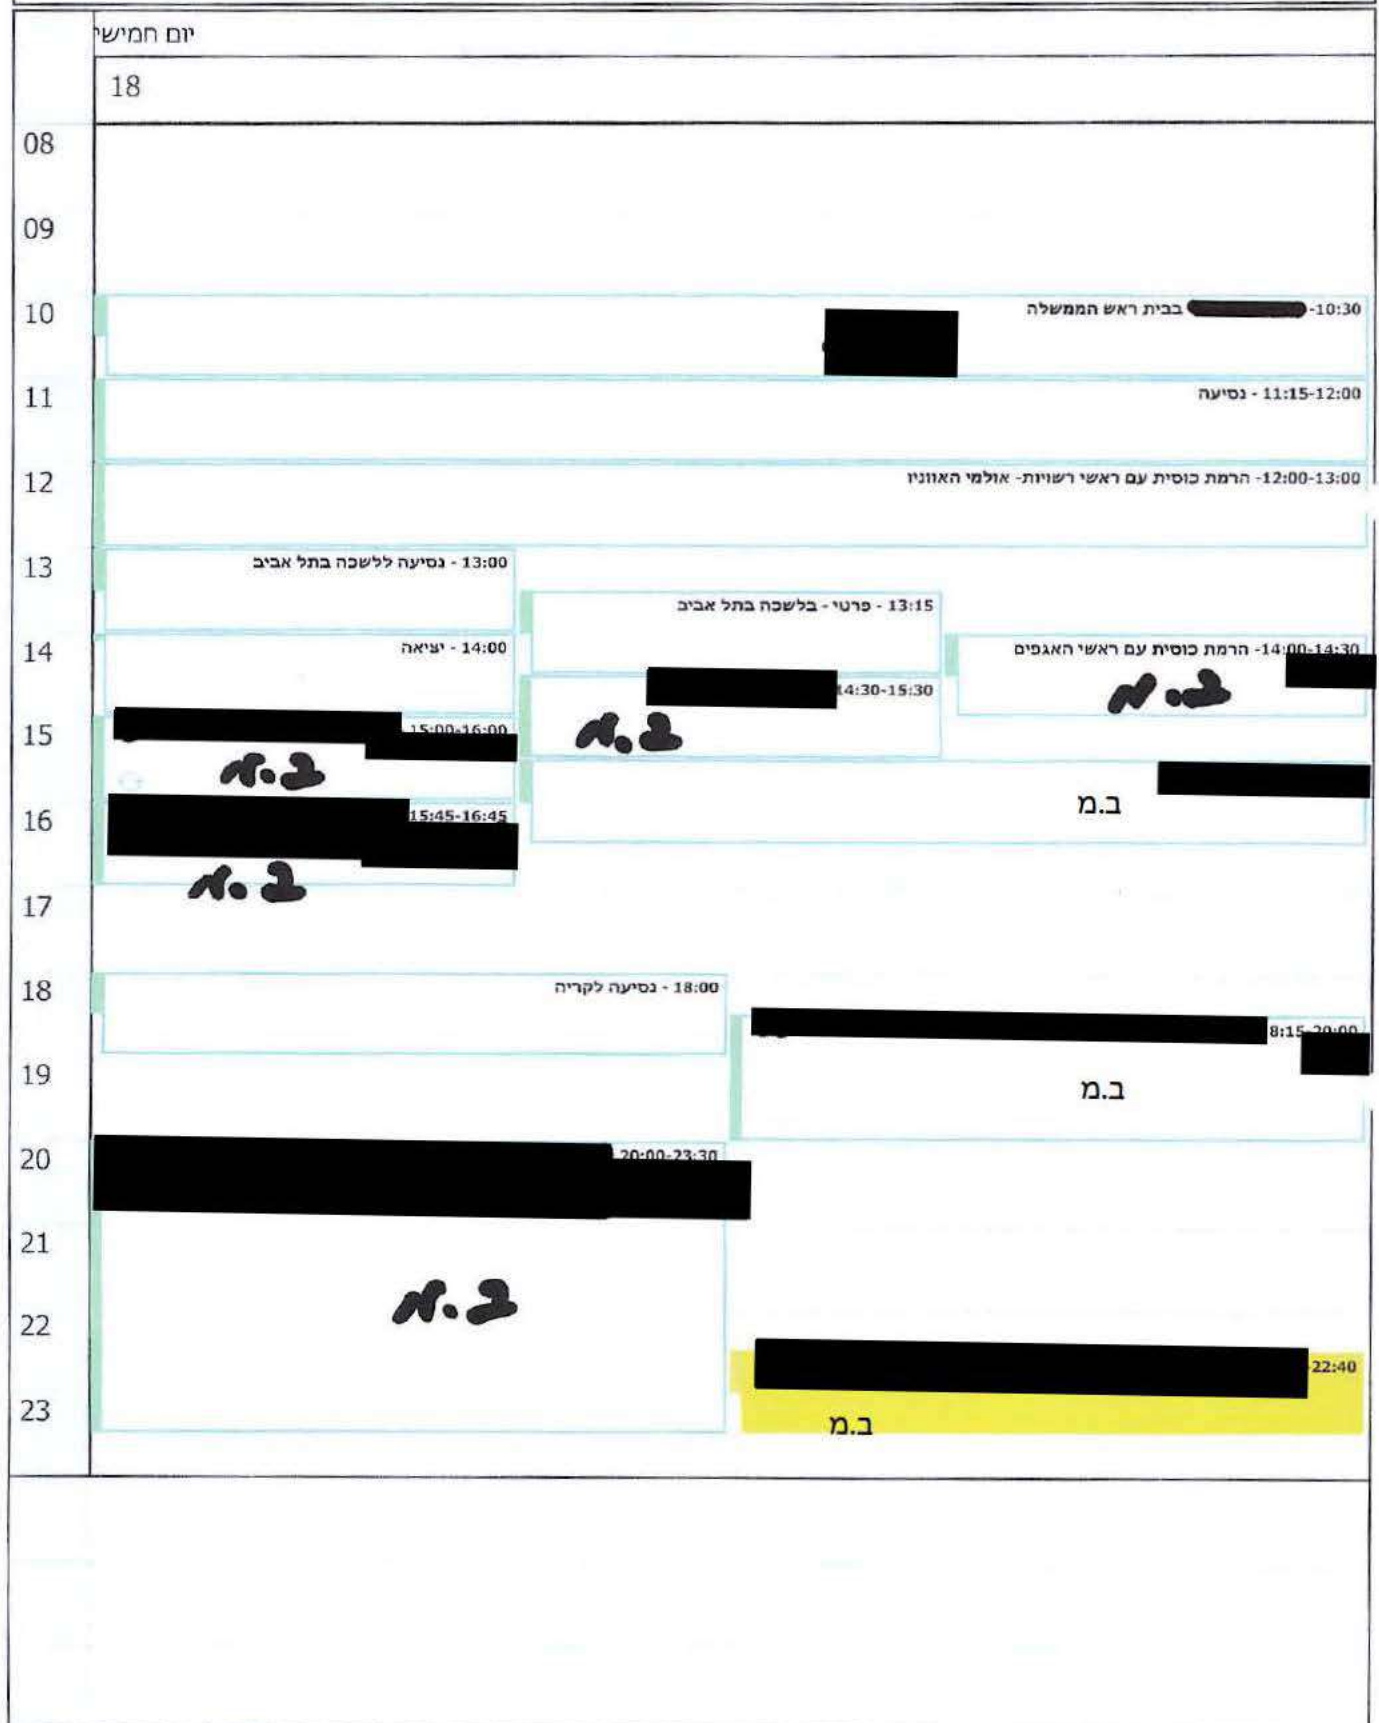 יום חמישי
18
08
09
10
10:30- בבית ראש הממשלה
11
11:15-12:00 - נסיעה
12
12:00-13:00- הרמת כוסית עם ראשי רשויות- אולמי האווניו
13
13:00 - נסיעה ללשכה בתל אביב
13:15 - פרטי - בלשכה בתל אביב
14
14:00 - יציאה
14:00-14:30- הרמת כוסית עם ראשי האגפים
ב.מ
14:30-15:30
ב.מ
15
15:00-16:00
ב.מ
ב.מ
16
15:45-16:45
ב.מ
17
18
18:00 - נסיעה לקריה
8:15-20:00
ב.מ
19
20
20:00-23:30
21
ב.מ
22
22:40
23
ב.מ